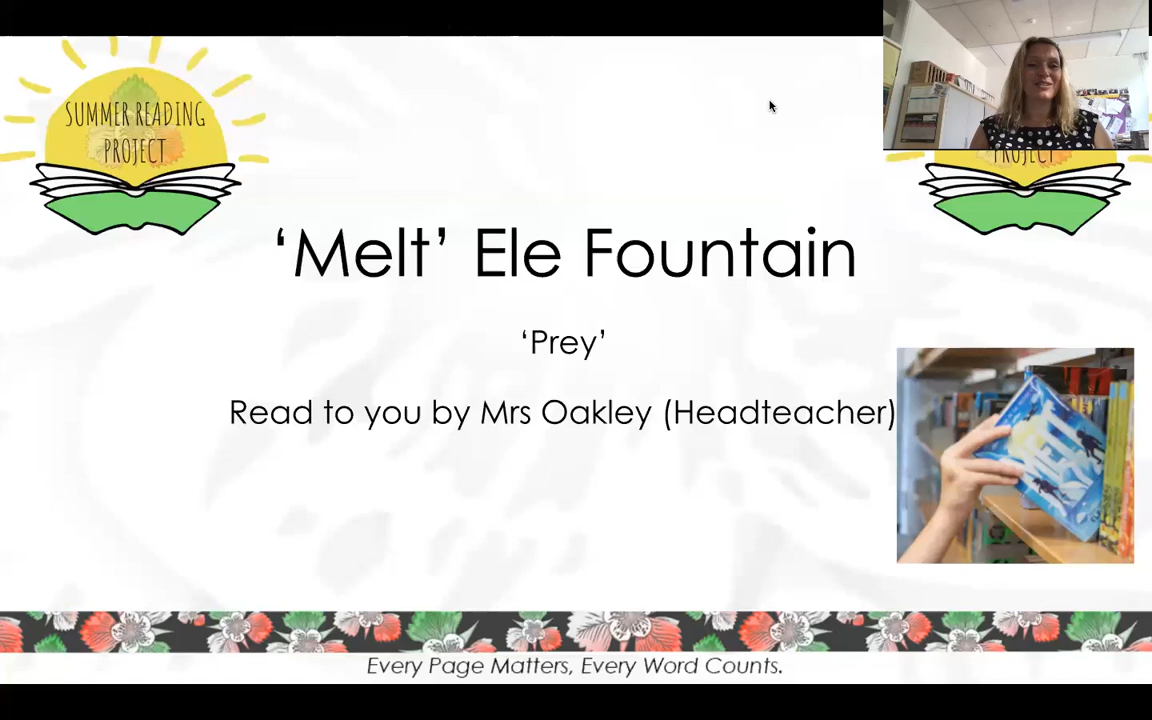 SUMMER READING
PROJECT
PROJECT
‘Melt’ Ele Fountain
‘Prey’
Read to you by Mrs Oakley (Headteacher)
MELT
Every Page Matters, Every Word Counts.